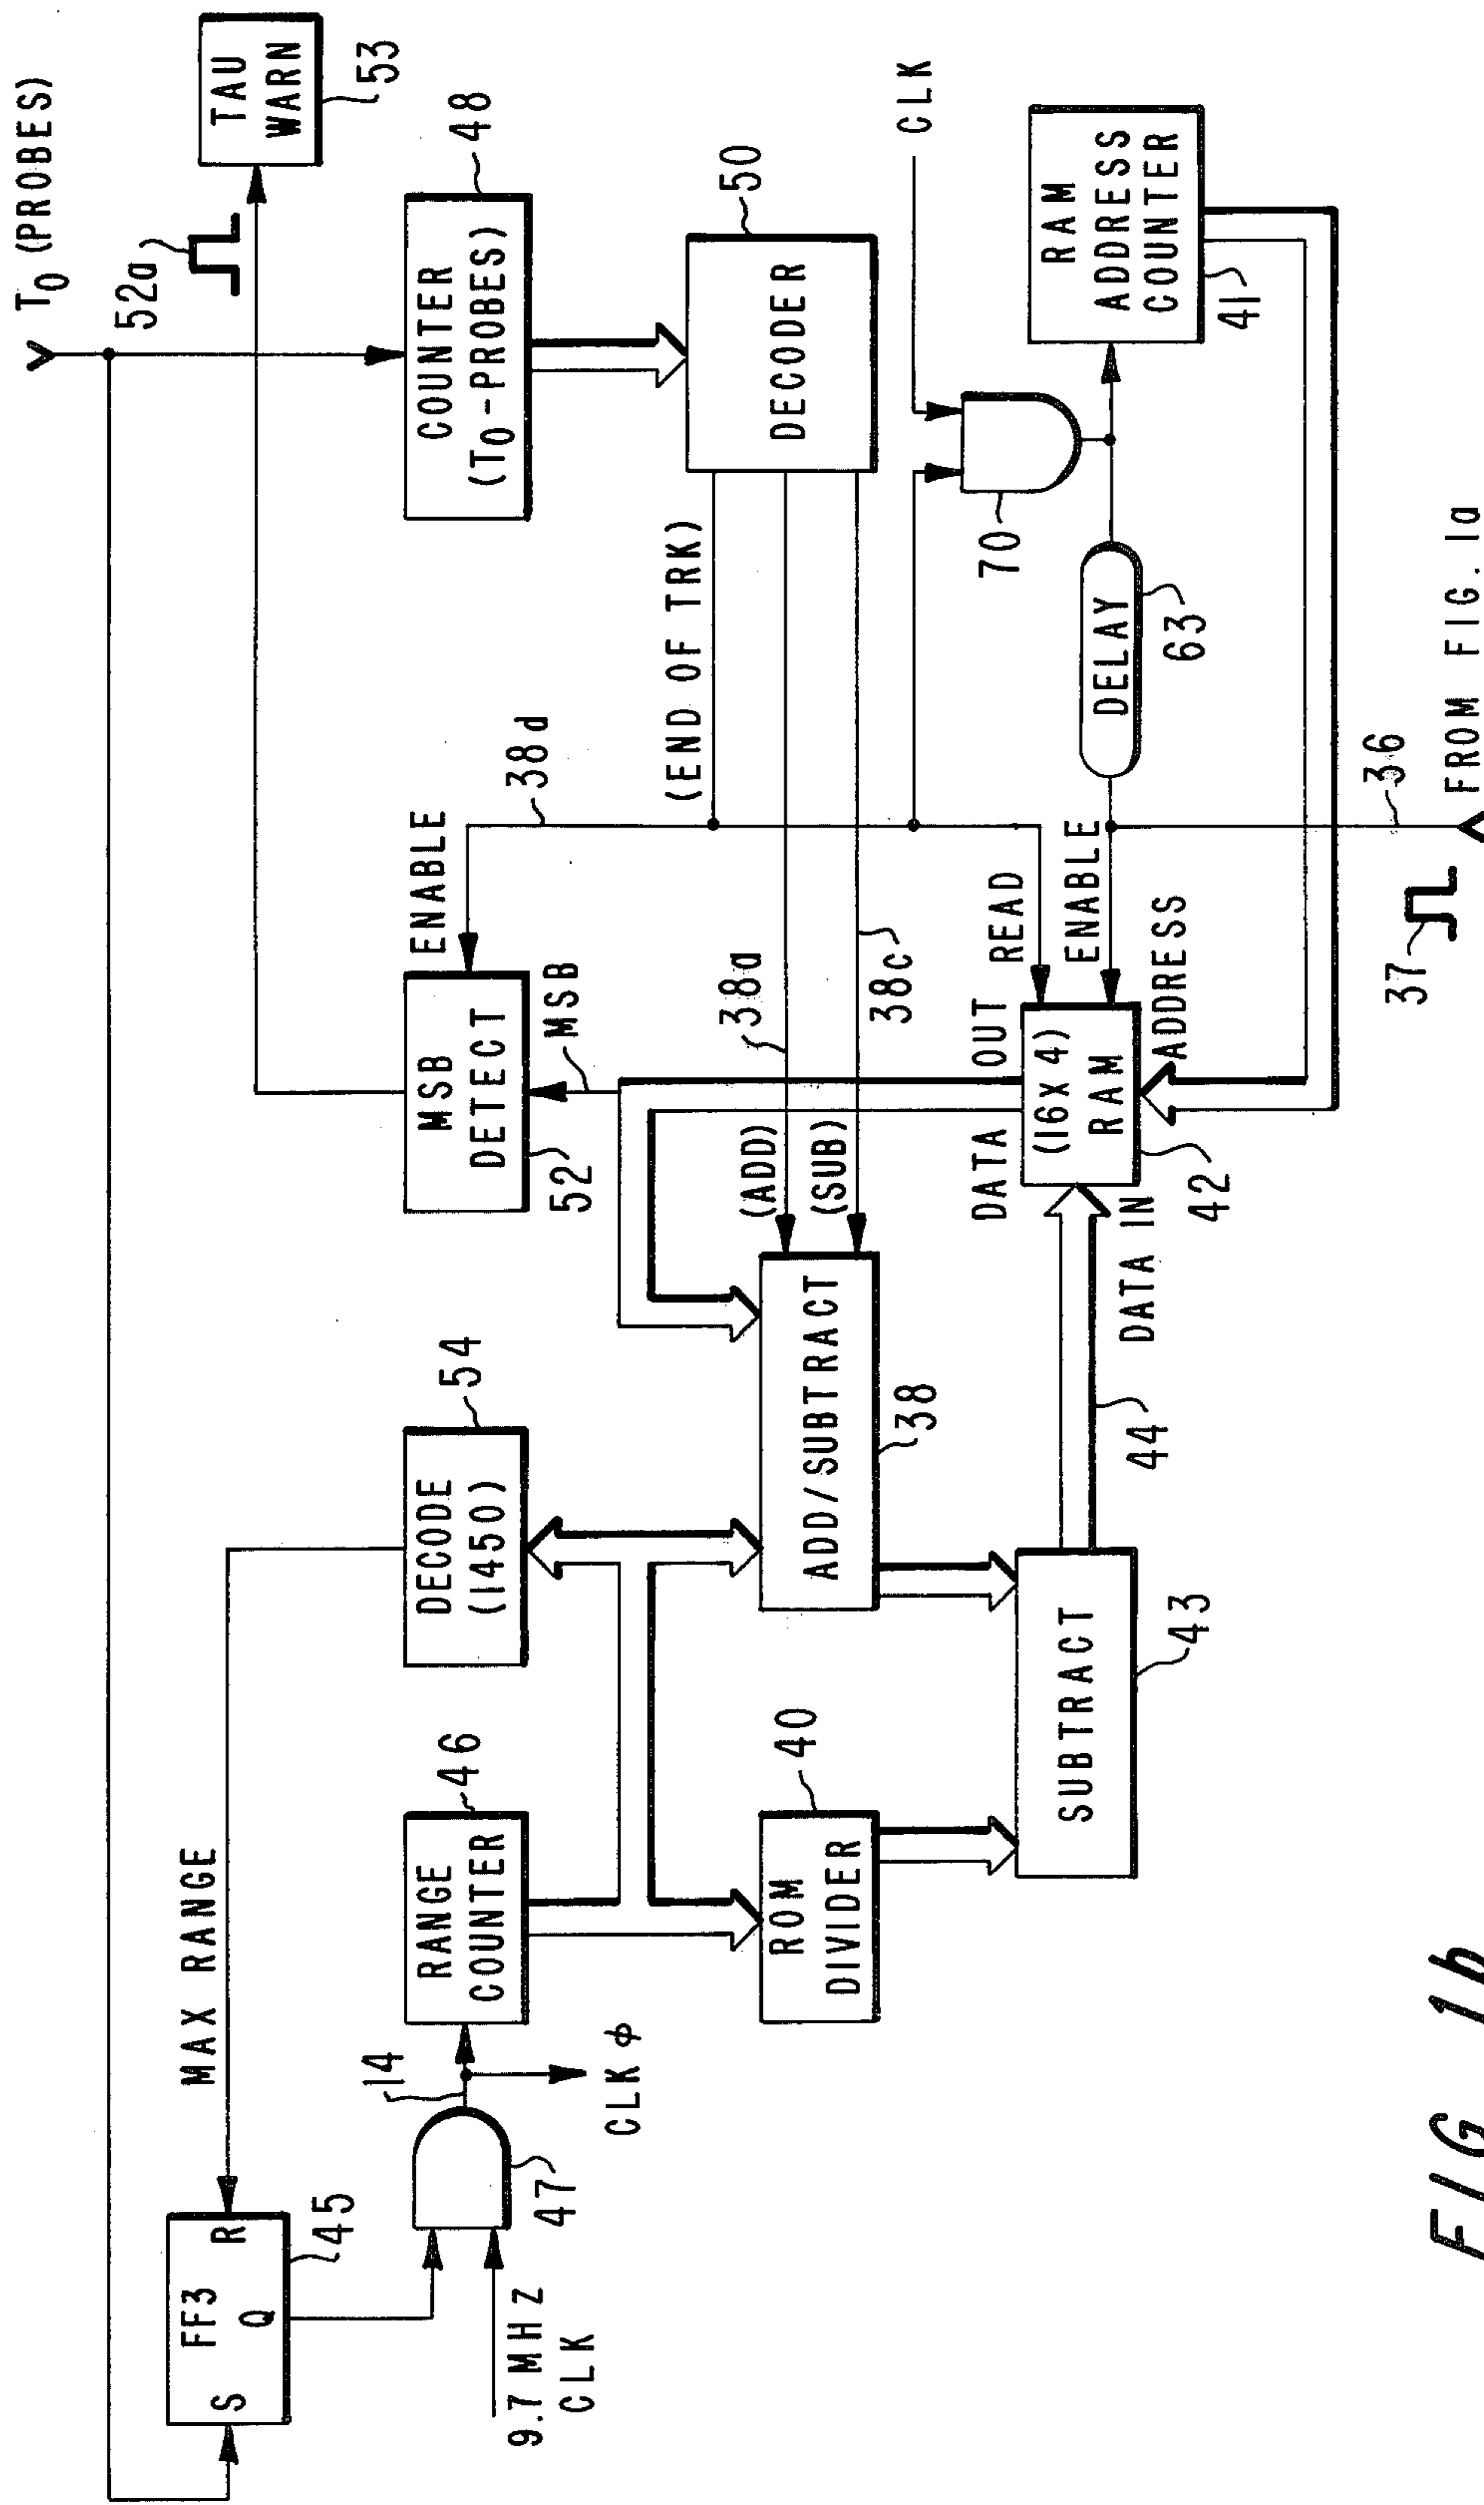 T0 (PROBES)
52a
TAU
WARN
53
COUNTER
(T0-PROBES)
48
DECODER
50
CLK
70
RAM
ADDRESS
COUNTER
41
DELAY
63
(END OF TRK)
38d
ENABLE
MSB
DETECT
52
MSB
38a
38c
(ADD)
(SUB)
READ
ENABLE
ADDRESS
DATA OUT
(16x4)
RAM
42
DATA IN
44
36
37
FROM FIG. 1a
DECODE
(1450)
54
ADD/SUBTRACT
38
SUBTRACT
43
RANGE
COUNTER
46
ROM
DIVIDER
40
MAX RANGE
14
CLK ϕ
47
FF3
S
Q
R
45
9.7 MHZ
CLK
FIG. 1b